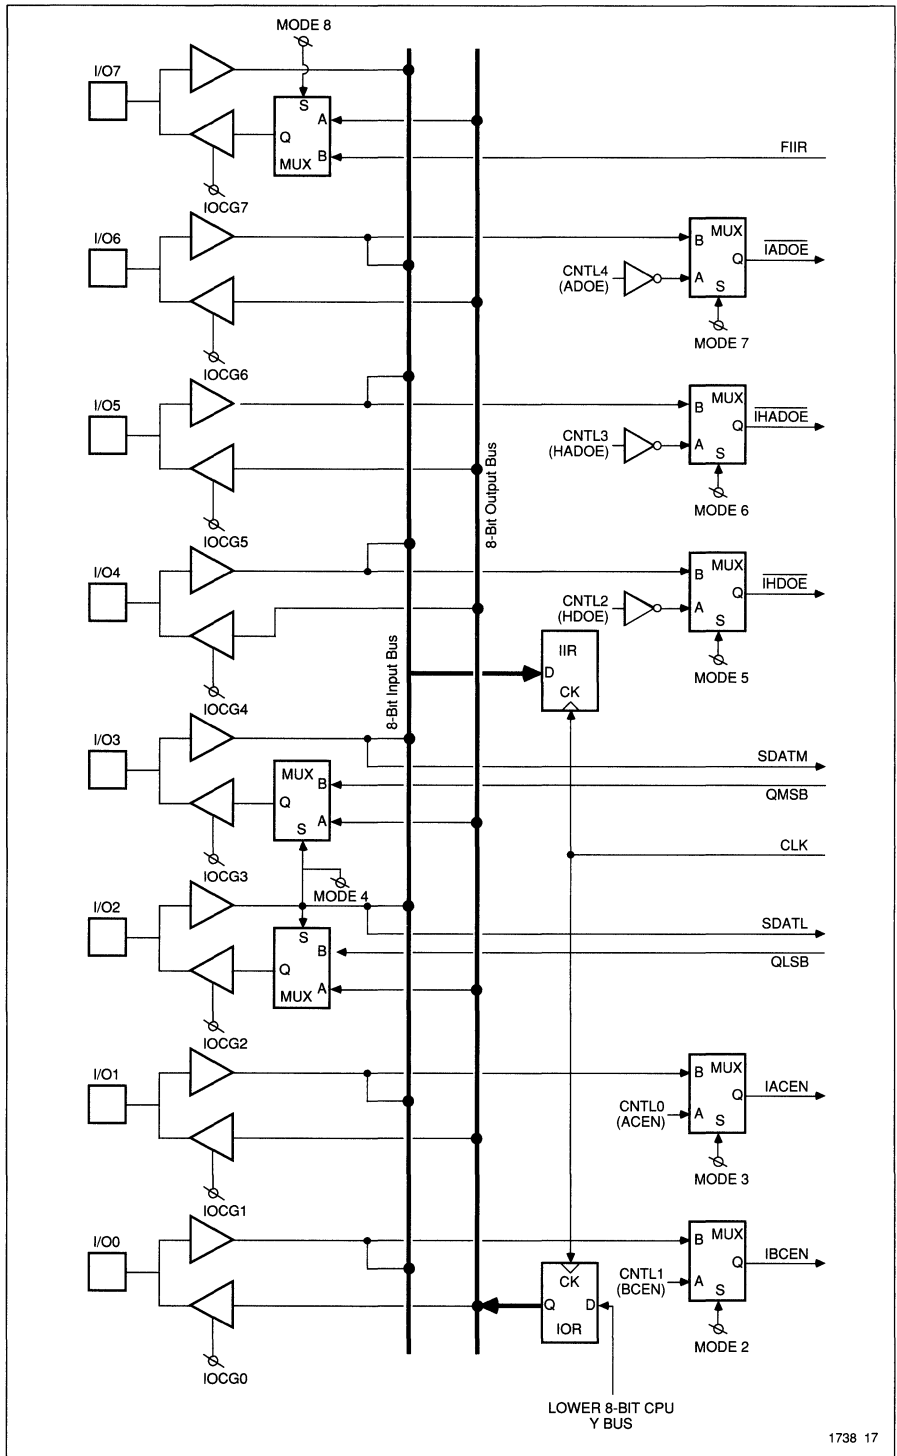 MODE 8
I/O7
S
A
Q
MUX
B
FIIR
IOCG7
I/O6
B
MUX
Q
IADOE
CNTL4
(ADOE)
A
S
MODE 7
IOCG6
I/O5
B
MUX
Q
IHADOE
CNTL3
(HADOE)
A
S
MODE 6
8-Bit Output Bus
IOCG5
I/O4
B
MUX
Q
IHDOE
CNTL2
(HDOE)
A
S
MODE 5
IIR
D
CK
8-Bit Input Bus
IOCG4
I/O3
SDATM
MUX
B
QMSB
Q
A
S
CLK
IOCG3
MODE 4
I/O2
SDATL
S
B
QLSB
Q
MUX
A
IOCG2
I/O1
B
MUX
Q
IACEN
CNTL0
(ACEN)
A
S
MODE 3
IOCG1
I/O0
B
MUX
Q
IBCEN
CNTL1
(BCEN)
A
S
MODE 2
CK
Q
D
IOR
IOCG0
LOWER 8-BIT CPU
Y BUS
1738 17